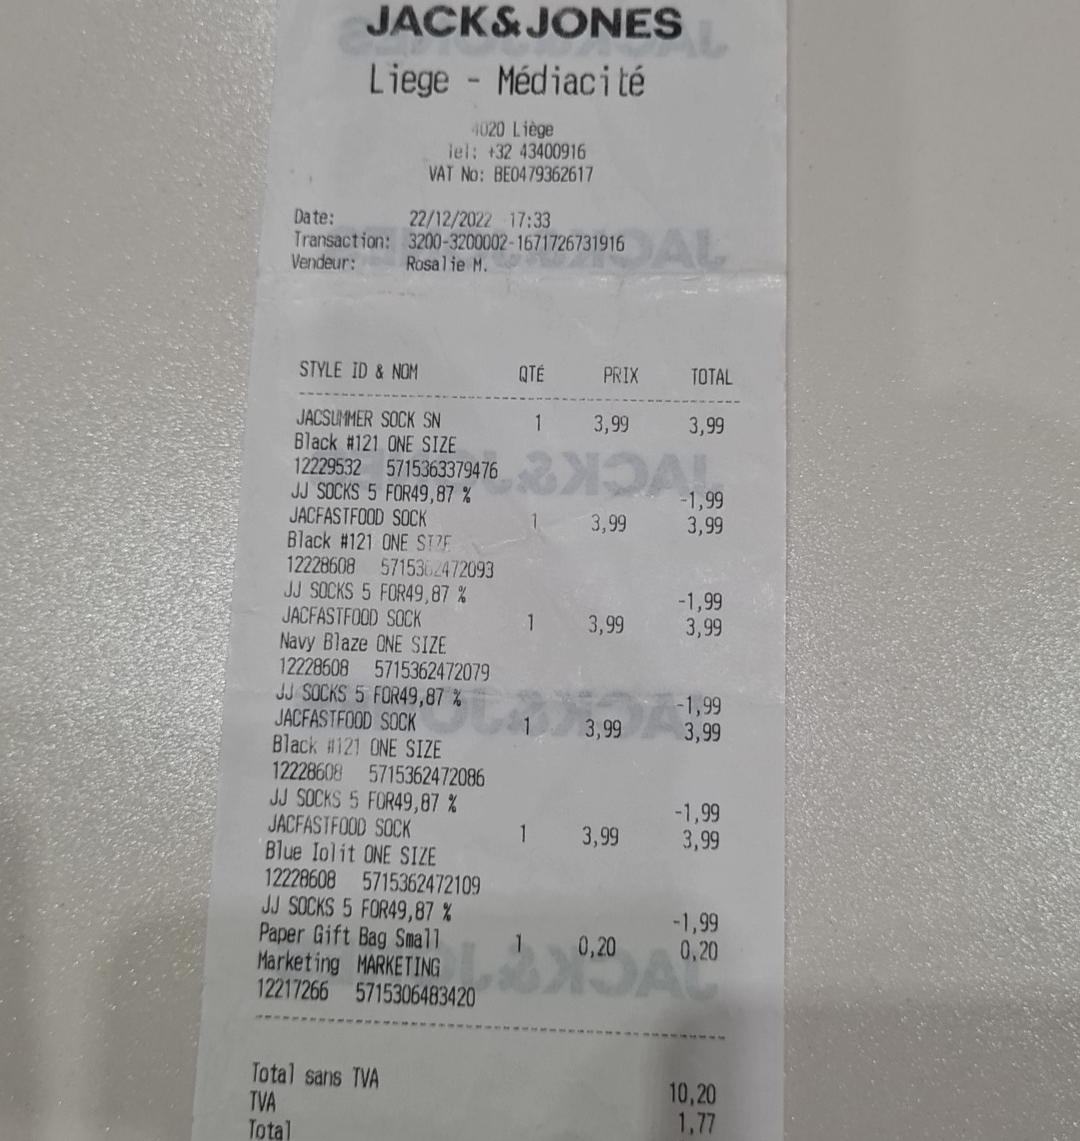 JACK&JONES
Liege - Médiacité
4020 Liège
Tel: +32 43400916
VAT No: BE0479362617
Date: 22/12/2022 17:33
Transaction: 3200-3200002-1671726731916
Vendeur: Rosalie M.
STYLE ID & NOM QTÉ PRIX TOTAL
JACSUMMER SOCK SN 1 3,99 3,99
Black #121 ONE SIZE
12229532 5715363379476
JJ SOCKS 5 FOR49,87 % -1,99
JACFASTFOOD SOCK 1 3,99 3,99
Black #121 ONE SIZE
12228608 5715362472093
JJ SOCKS 5 FOR49,87 % -1,99
JACFASTFOOD SOCK 1 3,99 3,99
Navy Blaze ONE SIZE
12228608 5715362472079
JJ SOCKS 5 FOR49,87 % -1,99
JACFASTFOOD SOCK 1 3,99 3,99
Black #121 ONE SIZE
12228608 5715362472086
JJ SOCKS 5 FOR49,87 % -1,99
JACFASTFOOD SOCK 1 3,99 3,99
Blue Iolit ONE SIZE
12228608 5715362472109
JJ SOCKS 5 FOR49,87 % -1,99
Paper Gift Bag Small 1 0,20 0,20
Marketing MARKETING
12217266 5715306483420
Total sans TVA 10,20
TVA 1,77
Total